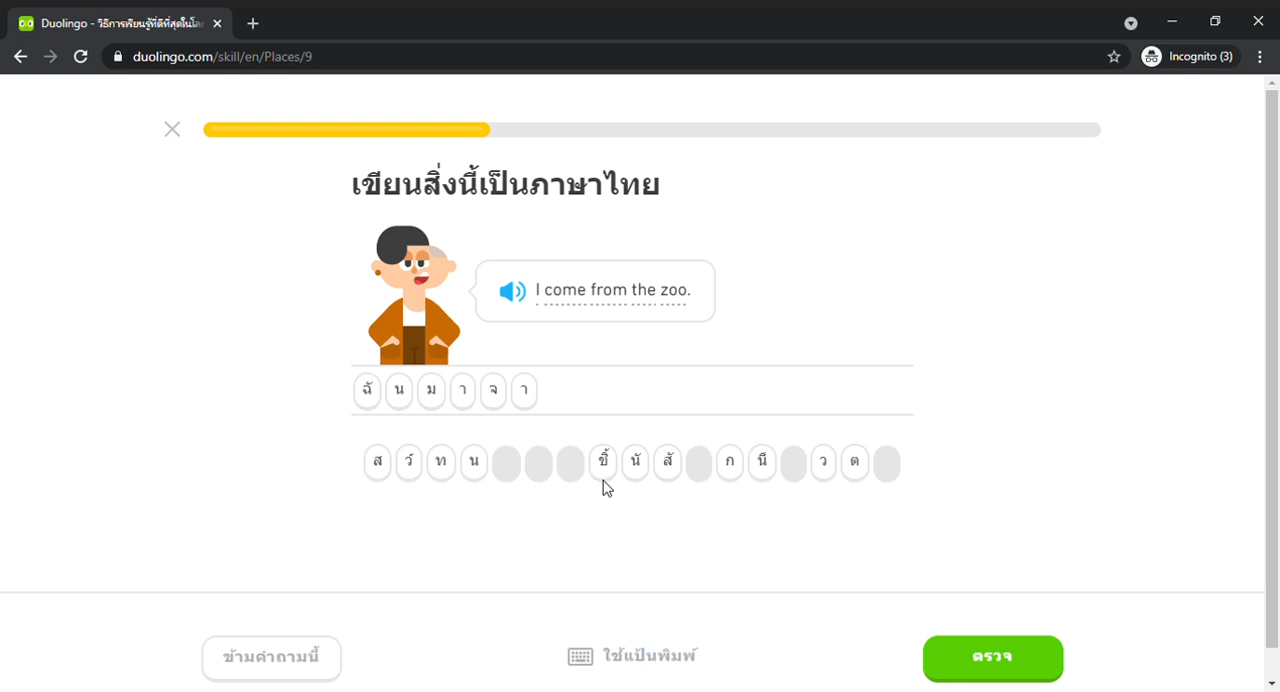 Duolingo - วิธีการเรียนรู้ที่ดีที่สุดในโล
duolingo.com/skill/en/Places/9
Incognito (3)
เขียนสิ่งนี้เป็นภาษาไทย
I come from the zoo.
ฉั น ม า จ า
ส ว์ ท น ขิ้ นั สั ก นี ว ต
ข้ามคำถามนี้
ใช้แป้นพิมพ์
ตรวจ